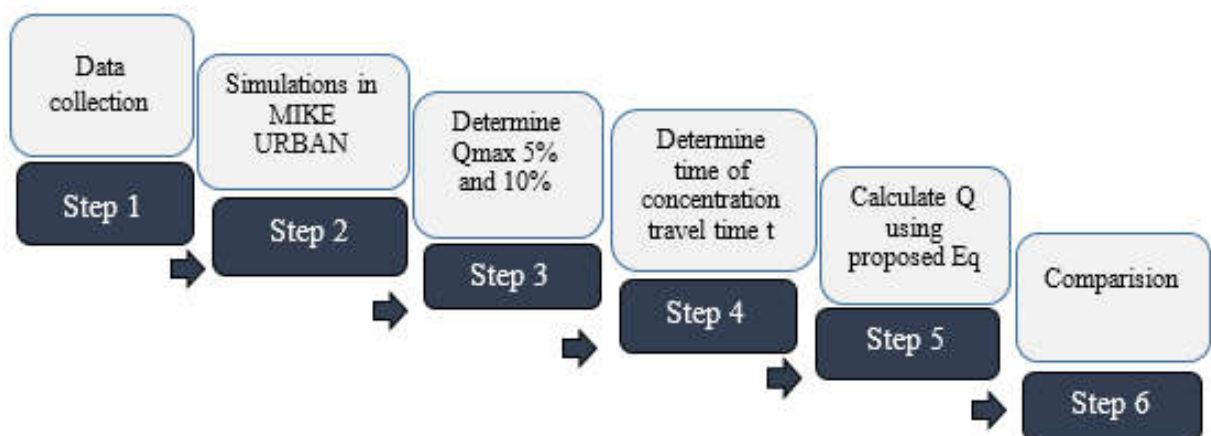 Data
collection
Step 1
Simulations in
MIKE
URBAN
Step 2
Determine
Qmax 5%
and 10%
Step 3
Determine
time of
concentration
travel time t
Step 4
Calculate Q
using
proposed Eq
Step 5
Comparision
Step 6